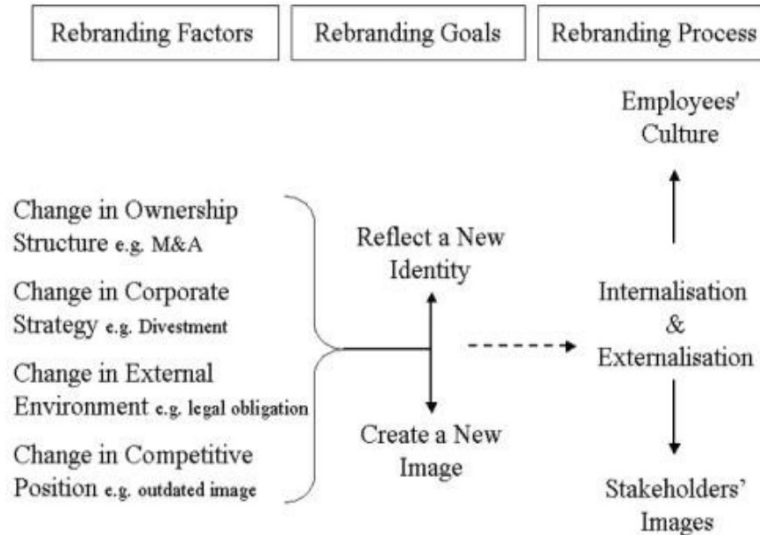 Rebranding Factors
Rebranding Goals
Rebranding Process
Change in Ownership
Structure e.g. M&A
Change in Corporate
Strategy e.g. Divestment
Change in External
Environment e.g. legal obligation
Change in Competitive
Position e.g. outdated image
Reflect a New
Identity
Create a New
Image
Employees'
Culture
Internalisation
&
Externalisation
Stakeholders’
Images